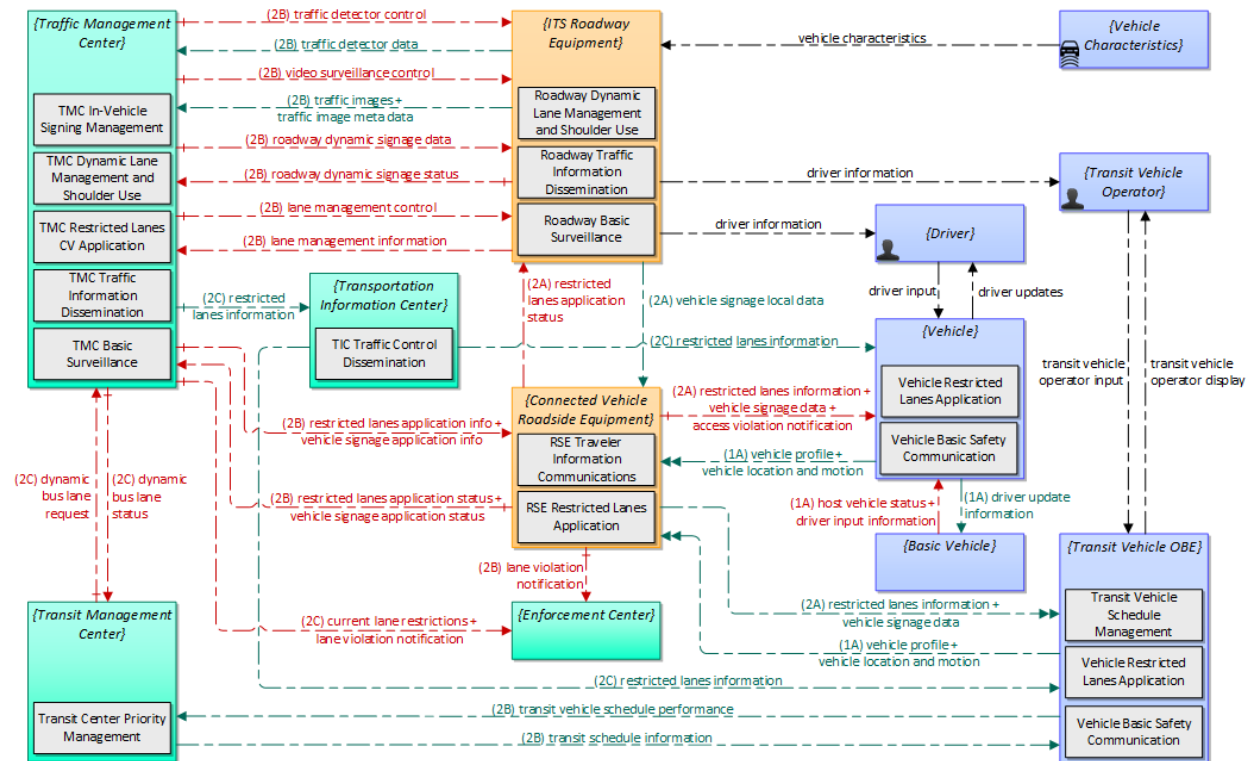 {Traffic Management
Center}
TMC In-Vehicle
Signing Management
TMC Dynamic Lane
Management and
Shoulder Use
TMC Restricted Lanes
CV Application
TMC Traffic
Information
Dissemination
TMC Basic
Surveillance
(2B) traffic detector control
(2B) traffic detector data
(2B) video surveillance control
(2B) traffic images +
traffic image meta data
(2B) roadway dynamic signage data
(2B) roadway dynamic signage status
(2B) lane management control
(2B) lane management information
{ITS Roadway
Equipment}
Roadway Dynamic
Lane Management
and Shoulder Use
Roadway Traffic
Information
Dissemination
Roadway Basic
Surveillance
vehicle characteristics
{Vehicle
Characteristics}
driver information
{Transit Vehicle
Operator}
driver information
{Driver}
driver input
driver updates
(2C) restricted
lanes information
{Transportation
Information Center}
TIC Traffic Control
Dissemination
(2A) restricted
lanes application
status
(2A) vehicle signage local data
(2C) restricted lanes information
{Vehicle}
Vehicle Restricted
Lanes Application
Vehicle Basic Safety
Communication
transit vehicle
operator input
transit vehicle
operator display
{Connected Vehicle
Roadside Equipment}
RSE Traveler
Information
Communications
RSE Restricted Lanes
Application
(2A) restricted lanes information +
vehicle signage data +
access violation notification
(1A) vehicle profile +
vehicle location and motion
(2B) restricted lanes application info +
vehicle signage application info
(2B) restricted lanes application status +
vehicle signage application status
(2C) dynamic
bus lane
request
(2C) dynamic
bus lane
status
(1A) host vehicle status +
driver input information
(1A) driver update
information
{Basic Vehicle}
(2B) lane violation
notification
{Enforcement Center}
(2C) current lane restrictions +
lane violation notification
{Transit Management
Center}
Transit Center Priority
Management
(2A) restricted lanes information +
vehicle signage data
(1A) vehicle profile +
vehicle location and motion
(2C) restricted lanes information
(2B) transit vehicle schedule performance
(2B) transit schedule information
{Transit Vehicle OBE}
Transit Vehicle
Schedule
Management
Vehicle Restricted
Lanes Application
Vehicle Basic Safety
Communication